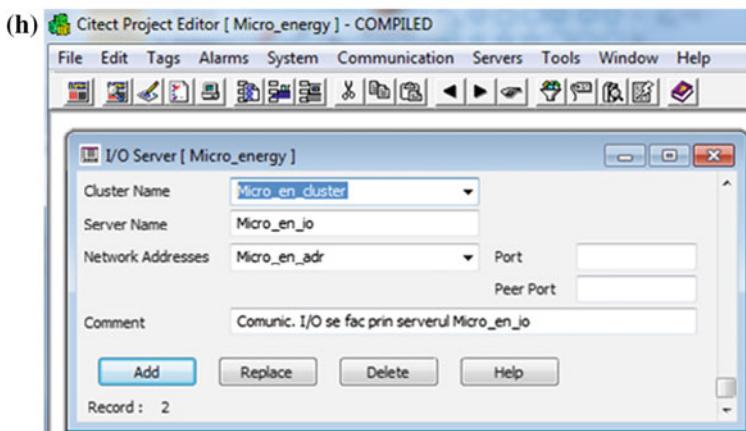 (h)
Citect Project Editor [ Micro_energy ] - COMPILED
File Edit Tags Alarms System Communication Servers Tools Window Help
I/O Server [ Micro_energy ]
Cluster Name Micro_en_cluster
Server Name Micro_en_io
Network Addresses Micro_en_adr Port
Peer Port
Comment Comunic. I/O se fac prin serverul Micro_en_io
Add Replace Delete Help
Record : 2